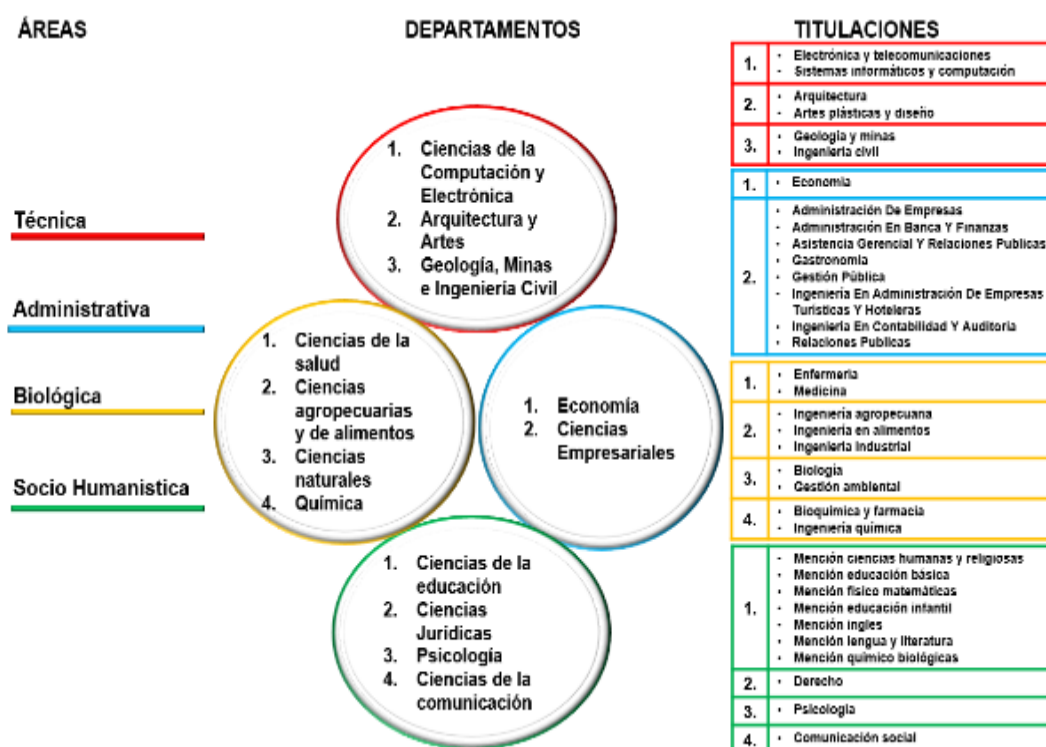 ÁREAS
DEPARTAMENTOS
TITULACIONES
Técnica
Administrativa
Biológica
Socio Humanistica
1. Ciencias de la
Computación y
Electrónica
2. Arquitectura y
Artes
3. Geología, Minas
e Ingeniería Civil
1. Ciencias de la
salud
2. Ciencias
agropecuarias
y de alimentos
3. Ciencias
naturales
4. Química
1. Economía
2. Ciencias
Empresariales
1. Ciencias de la
educación
2. Ciencias
Juridicas
3. Psicología
4. Ciencias de la
comunicación
1.
· Electrónica y telecomunicaciones
· Sistemas informáticos y computación
2.
· Arquitectura
· Artes plásticas y diseño
3.
· Geología y minas
· Ingeniería civil
1.
· Economía
2.
· Administración De Empresas
· Administración En Banca Y Finanzas
· Asistencia Gerencial Y Relaciones Publicas
· Gastronomía
· Gestión Pública
· Ingeniería En Administración De Empresas
Turísticas Y Hoteleras
· Ingeniería En Contabilidad Y Auditoría
· Relaciones Publicas
1.
· Enfermería
· Medicina
2.
· Ingeniería agropecuaria
· Ingeniería en alimentos
· Ingeniería Industrial
3.
· Biología
· Gestión ambiental
4.
· Bioquímica y farmacia
· Ingeniería química
1.
· Mención ciencias humanas y religiosas
· Mención educación básica
· Mención físico matemáticas
· Mención educación infantil
· Mención ingles
· Mención lengua y literatura
· Mención químico biológicas
2.
· Derecho
3.
· Psicología
4.
· Comunicación social